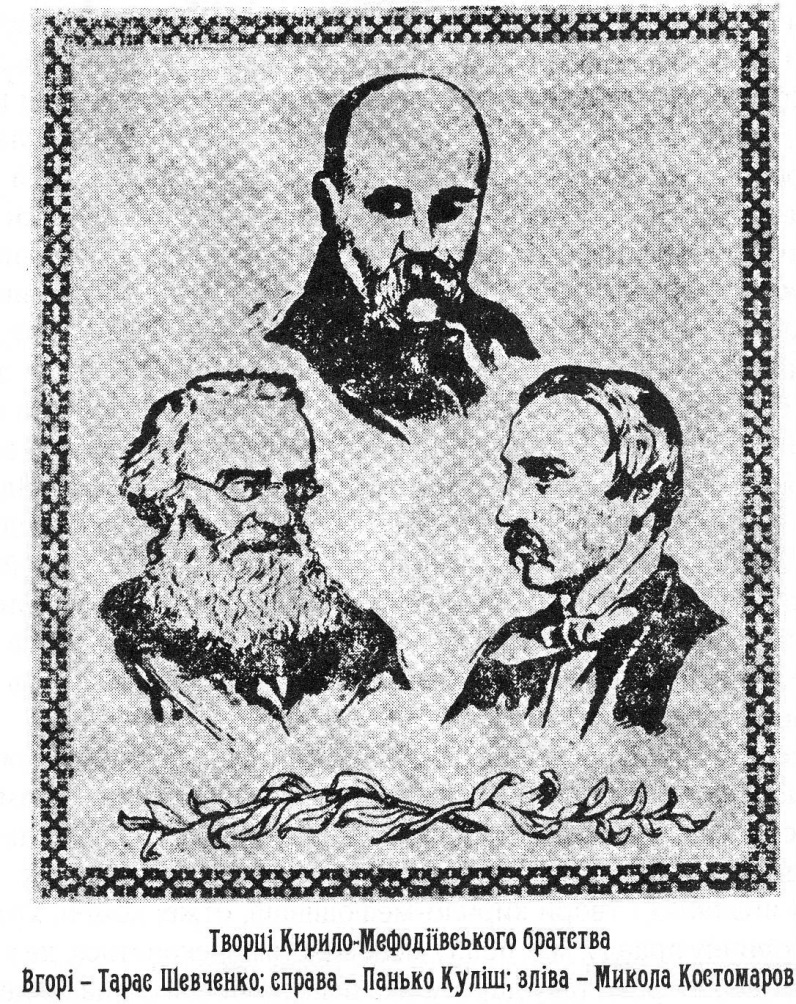 Творці Кирило-Мефодіївського братства
Вгорі – Тарас Шевченко; справа – Панько Куліш; зліва – Микола Костомаров